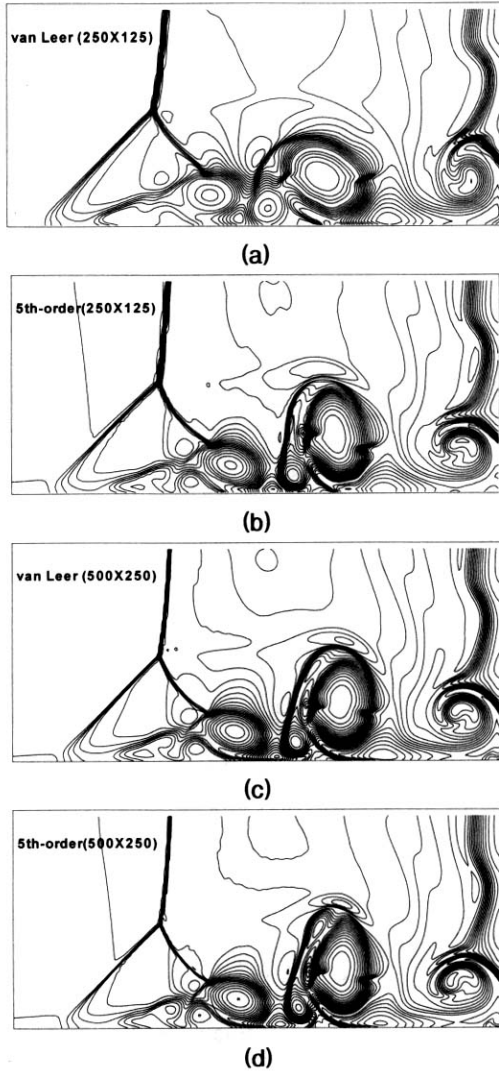 van Leer (250X125)
(a)
5th-order(250X125)
(b)
van Leer (500X250)
(c)
5th-order(500X250)
(d)